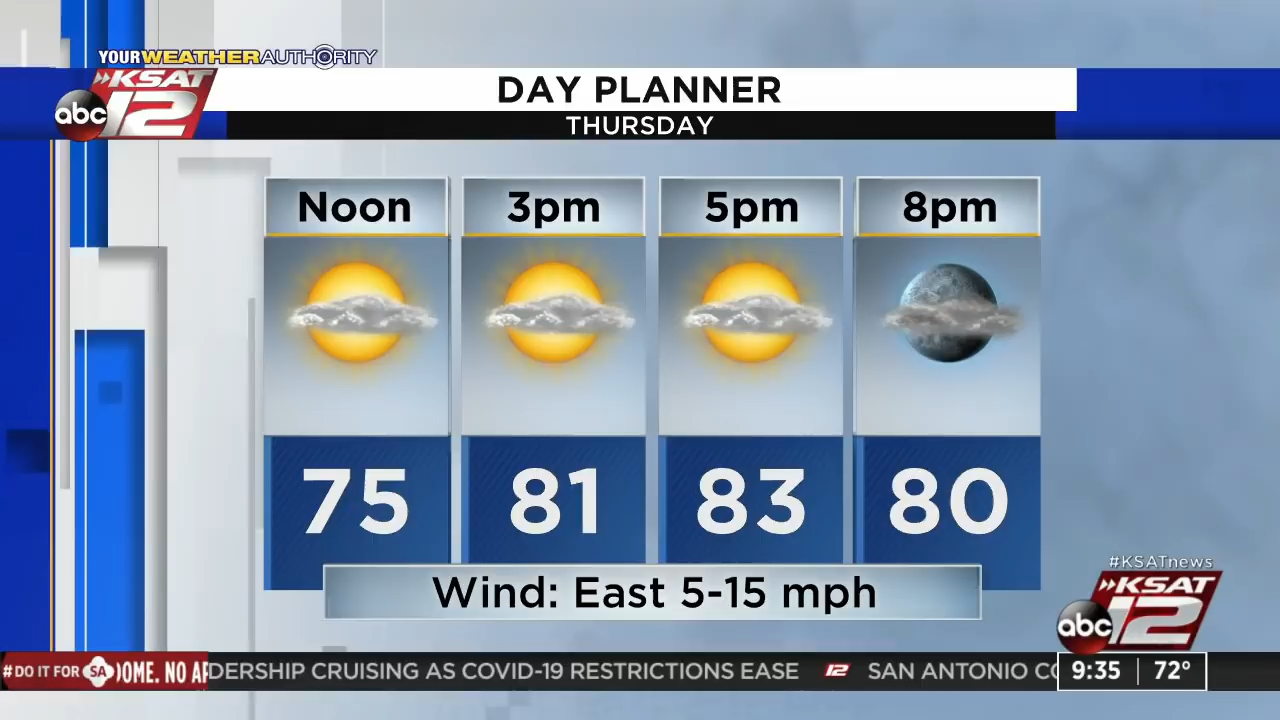 YOURWEATHERAUTHORITY
KSAT
abc 12
DAY PLANNER
THURSDAY
Noon 3pm 5pm 8pm
75 81 83 80
Wind: East 5-15 mph
#KSATnews
KSAT
abc 12
#DO IT FOR SA OME. NO DERSHIP CRUISING AS COVID-19 RESTRICTIONS EASE 12 SAN ANTONIO 9:35 72°